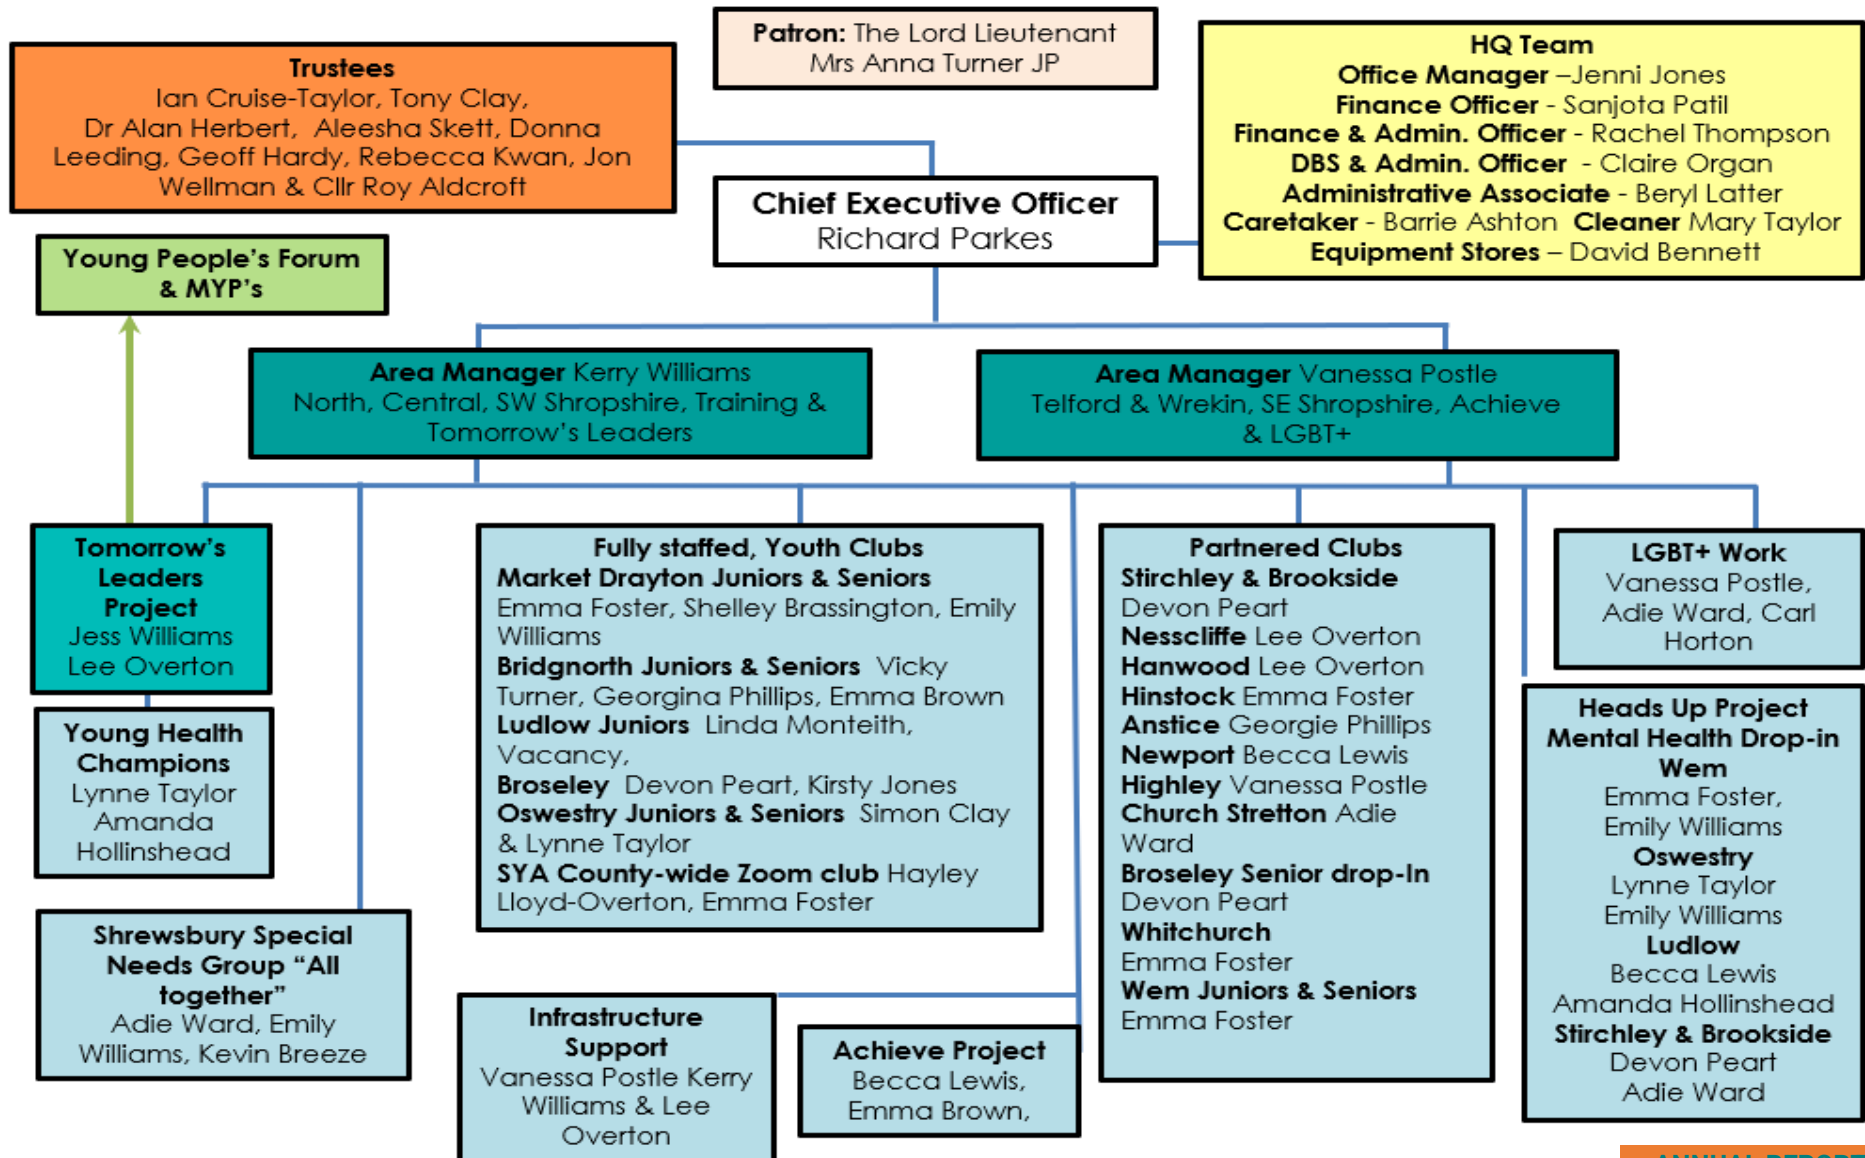 Patron: The Lord Lieutenant
Mrs Anna Turner JP
Trustees
Ian Cruise-Taylor, Tony Clay,
Dr Alan Herbert, Aleesha Skett, Donna
Leeding, Geoff Hardy, Rebecca Kwan, Jon
Wellman & Cllr Roy Aldcroft
HQ Team
Office Manager –Jenni Jones
Finance Officer - Sanjota Patil
Finance & Admin. Officer - Rachel Thompson
DBS & Admin. Officer - Claire Organ
Administrative Associate - Beryl Latter
Caretaker - Barrie Ashton Cleaner Mary Taylor
Equipment Stores – David Bennett
Chief Executive Officer
Richard Parkes
Young People’s Forum
& MYP’s
Area Manager Kerry Williams
North, Central, SW Shropshire, Training &
Tomorrow’s Leaders
Area Manager Vanessa Postle
Telford & Wrekin, SE Shropshire, Achieve
& LGBT+
Tomorrow’s
Leaders
Project
Jess Williams
Lee Overton
Young Health
Champions
Lynne Taylor
Amanda
Hollinshead
Shrewsbury Special
Needs Group “All
together”
Adie Ward, Emily
Williams, Kevin Breeze
Fully staffed, Youth Clubs
Market Drayton Juniors & Seniors
Emma Foster, Shelley Brassington, Emily
Williams
Bridgnorth Juniors & Seniors Vicky
Turner, Georgina Phillips, Emma Brown
Ludlow Juniors Linda Monteith,
Vacancy,
Broseley Devon Peart, Kirsty Jones
Oswestry Juniors & Seniors Simon Clay
& Lynne Taylor
SYA County-wide Zoom club Hayley
Lloyd-Overton, Emma Foster
Infrastructure
Support
Vanessa Postle Kerry
Williams & Lee
Overton
Achieve Project
Becca Lewis,
Emma Brown,
Partnered Clubs
Stirchley & Brookside
Devon Peart
Nesscliffe Lee Overton
Hanwood Lee Overton
Hinstock Emma Foster
Anstice Georgie Phillips
Newport Becca Lewis
Highley Vanessa Postle
Church Stretton Adie
Ward
Broseley Senior drop-In
Devon Peart
Whitchurch
Emma Foster
Wem Juniors & Seniors
Emma Foster
LGBT+ Work
Vanessa Postle,
Adie Ward, Carl
Horton
Heads Up Project
Mental Health Drop-in
Wem
Emma Foster,
Emily Williams
Oswestry
Lynne Taylor
Emily Williams
Ludlow
Becca Lewis
Amanda Hollinshead
Stirchley & Brookside
Devon Peart
Adie Ward
ANNUAL REPORT